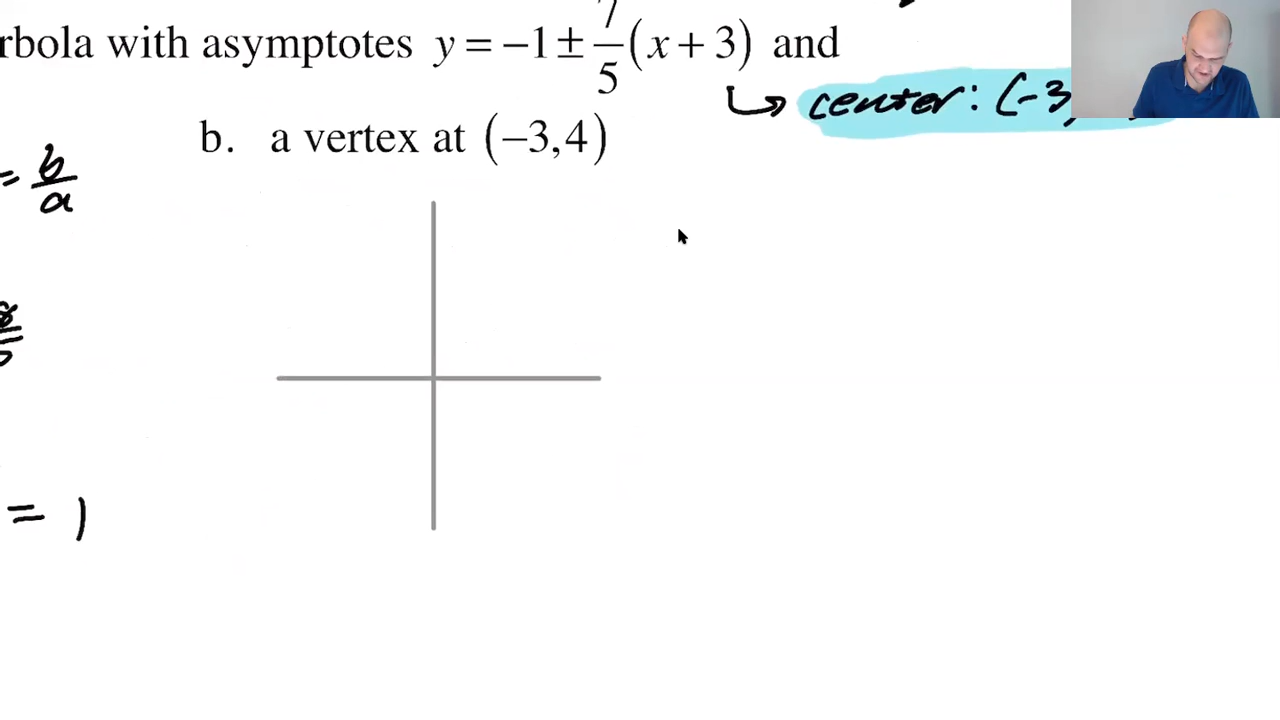 rbola with asymptotes y = −1 ± 7/5 (x + 3) and
↳ center: (-3,
b. a vertex at (−3,4)
= b/a
= 1